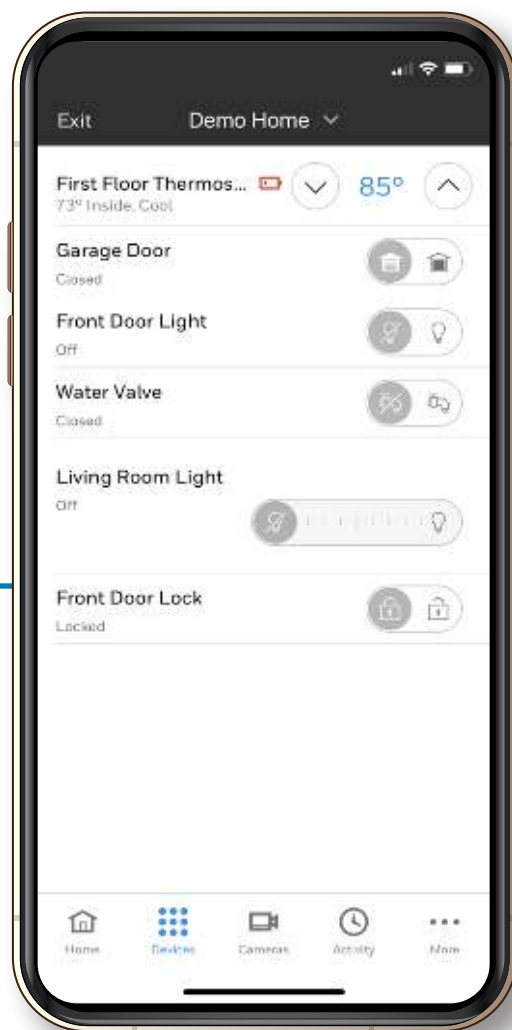 Exit Demo Home
First Floor Thermos... 85°
73° Inside, Cool
Garage Door
Closed
Front Door Light
Off
Water Valve
Closed
Living Room Light
Off
Front Door Lock
Locked
Home Devices Cameras Activity More